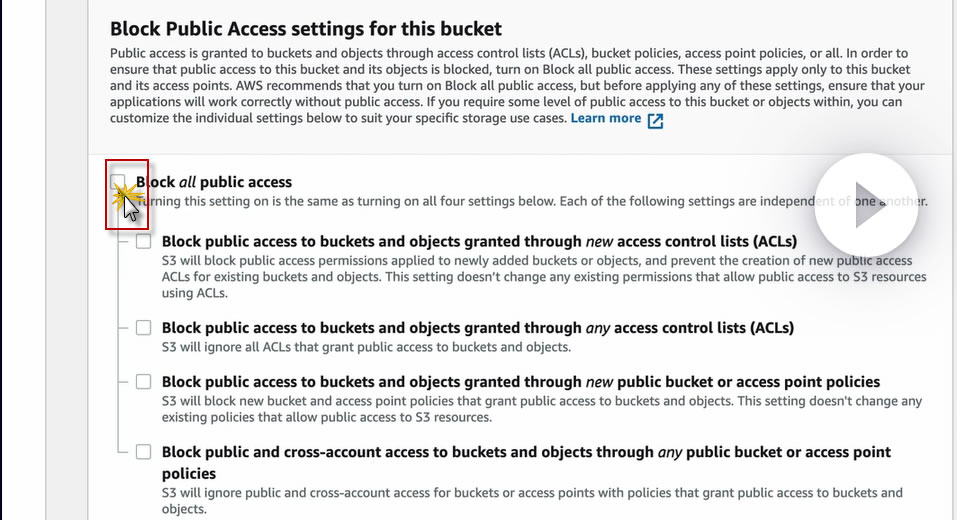 Block Public Access settings for this bucket
Public access is granted to buckets and objects through access control lists (ACLs), bucket policies, access point policies, or all. In order to
ensure that public access to this bucket and its objects is blocked, turn on Block all public access. These settings apply only to this bucket
and its access points. AWS recommends that you turn on Block all public access, but before applying any of these settings, ensure that your
applications will work correctly without public access. If you require some level of public access to this bucket or objects within, you can
customize the individual settings below to suit your specific storage use cases. Learn more
Block all public access
Turning this setting on is the same as turning on all four settings below. Each of the following settings are independent of one another.
Block public access to buckets and objects granted through new access control lists (ACLs)
S3 will block public access permissions applied to newly added buckets or objects, and prevent the creation of new public access
ACLs for existing buckets and objects. This setting doesn't change any existing permissions that allow public access to S3 resources
using ACLs.
Block public access to buckets and objects granted through any access control lists (ACLs)
S3 will ignore all ACLs that grant public access to buckets and objects.
Block public access to buckets and objects granted through new public bucket or access point policies
S3 will block new bucket and access point policies that grant public access to buckets and objects. This setting doesn't change any
existing policies that allow public access to S3 resources.
Block public and cross-account access to buckets and objects through any public bucket or access point
policies
S3 will ignore public and cross-account access for buckets or access points with policies that grant public access to buckets and
objects.